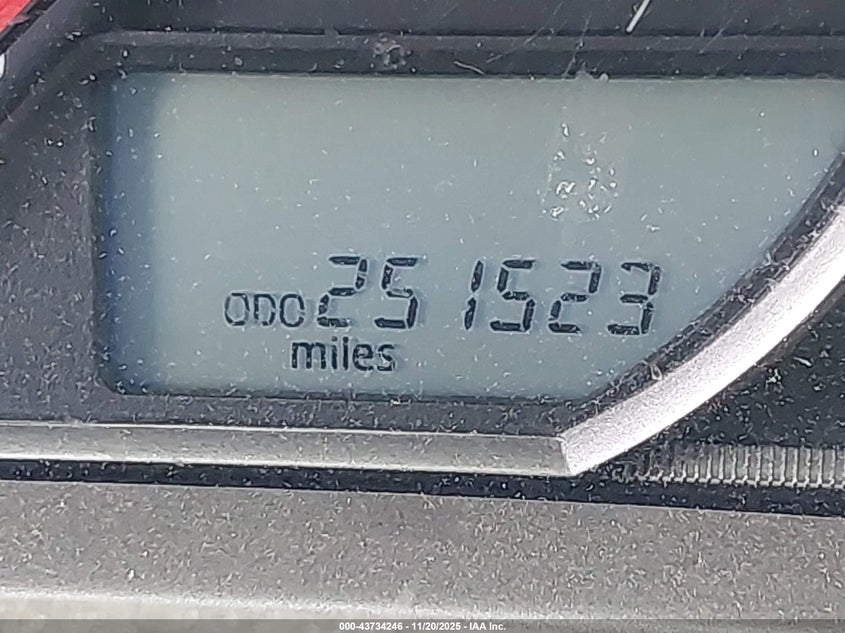 ODO 251523
miles
000-43734246 - 11/20/2025 - IAA Inc.